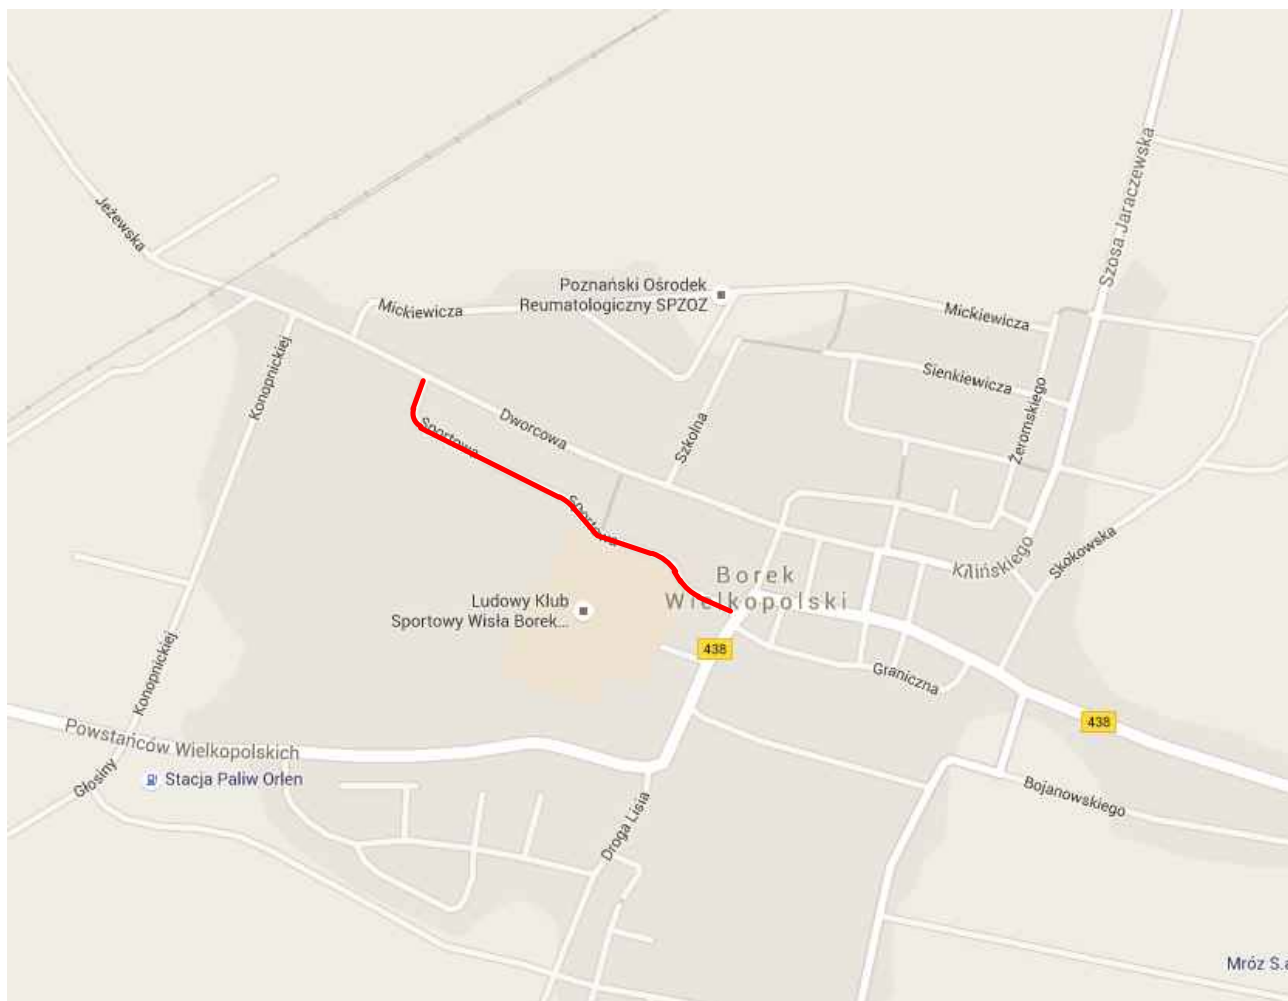 Szosa Jaraczewska
Jeżewska
Poznański Ośrodek
Reumatologiczny SPZOZ
Mickiewicza
Mickiewicza
Konopnickiej
Sienkiewicza
Żeromskiego
Sportowa
Dworcowa
Szkolna
Sportowa
Skokowska
Kilińskiego
Borek
Wielkopolski
Ludowy Klub
Sportowy Wisła Borek...
438
Graniczna
Konopnickiej
438
Powstańców Wielkopolskich
Stacja Paliw Orlen
Głosiny
Bojanowskiego
Droga Lisia
Mróz S.a